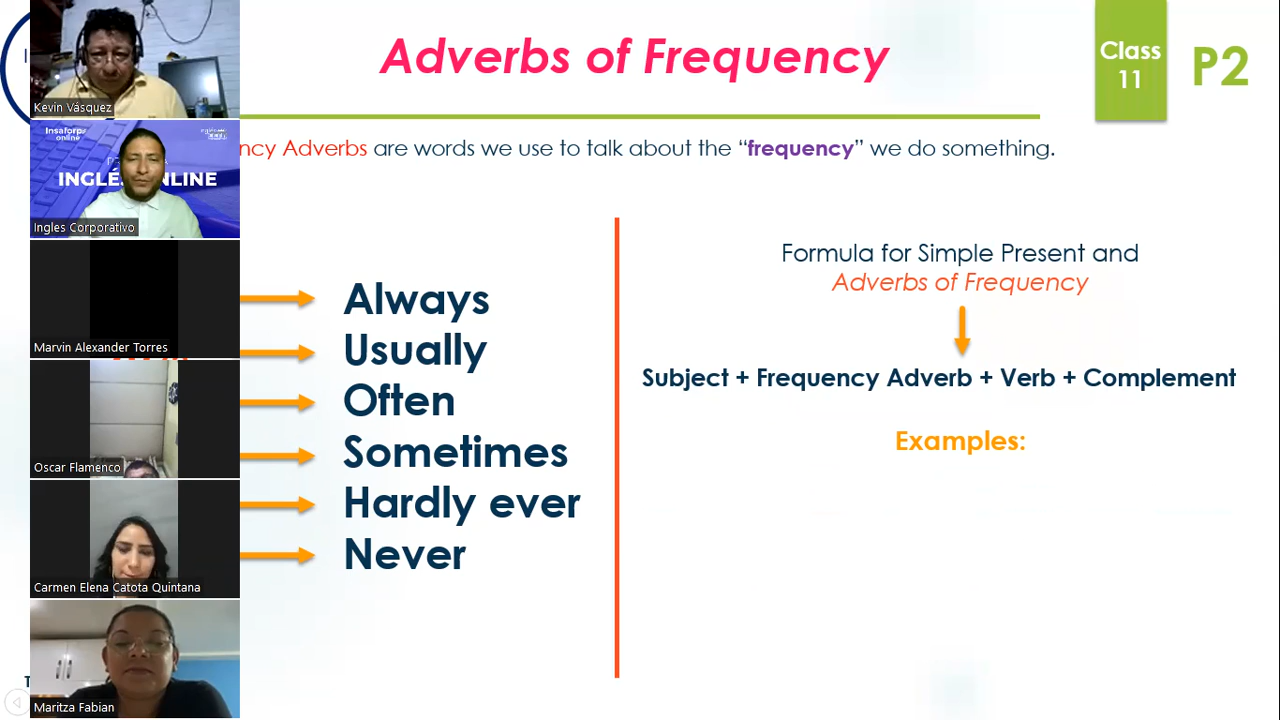 Adverbs of Frequency
Class
11
P2
ncy Adverbs are words we use to talk about the “frequency” we do something.
Always
Usually
Often
Sometimes
Hardly ever
Never
Formula for Simple Present and
Adverbs of Frequency
Subject + Frequency Adverb + Verb + Complement
Examples:
Kevin Vásquez
Insaforp
online
INGLÉS ONLINE
Ingles Corporativo
Marvin Alexander Torres
Oscar Flamenco
Carmen Elena Catota Quintana
Maritza Fabian